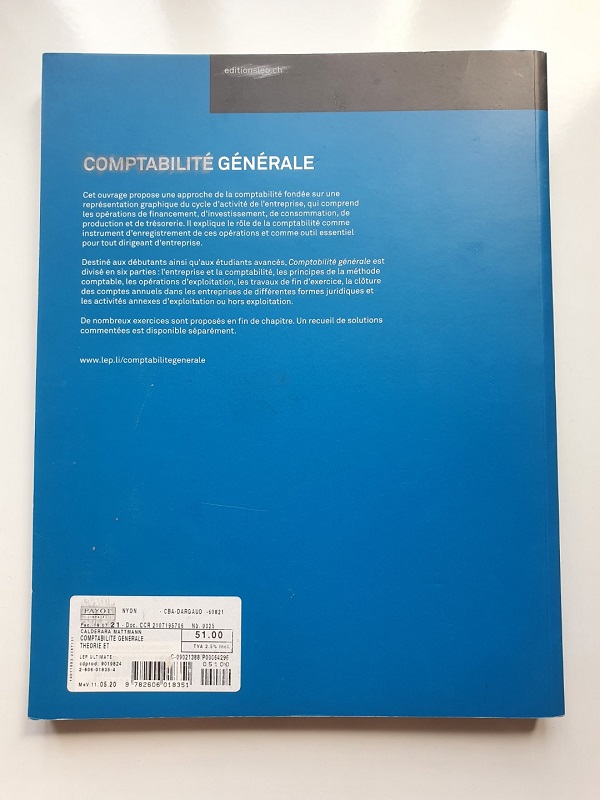 editionslep.ch
COMPTABILITÉ GÉNÉRALE
Cet ouvrage propose une approche de la comptabilité fondée sur une
représentation graphique du cycle d'activité de l'entreprise, qui comprend
les opérations de financement, d'investissement, de consommation, de
production et de trésorerie. Il explique le rôle de la comptabilité comme
instrument d'enregistrement de ces opérations et comme outil essentiel
pour tout dirigeant d'entreprise.
Destiné aux débutants ainsi qu'aux étudiants avancés, Comptabilité générale est
divisé en six parties : l'entreprise et la comptabilité, les principes de la méthode
comptable, les opérations d'exploitation, les travaux de fin d'exercice, la clôture
des comptes annuels dans les entreprises de différentes formes juridiques et
les activités annexes d'exploitation ou hors exploitation.
De nombreux exercices sont proposés en fin de chapitre. Un recueil de solutions
commentées est disponible séparément.
www.lep.li/comptabilitegenerale
PAYOT NYON - CBA-DARGAUD -60821
21 - Doc. CCR 2107195706 Nb. 0025
CALDERARA MATTMANN
COMPTABILITE GENERALE
THEORIE ET
51.00
TVA 2.5% incl.
LEP ULTIMATE
cdprod: 9019824
2-606-01835-4
P00064296
05100
MeV.11.05.20
9 782606 018351